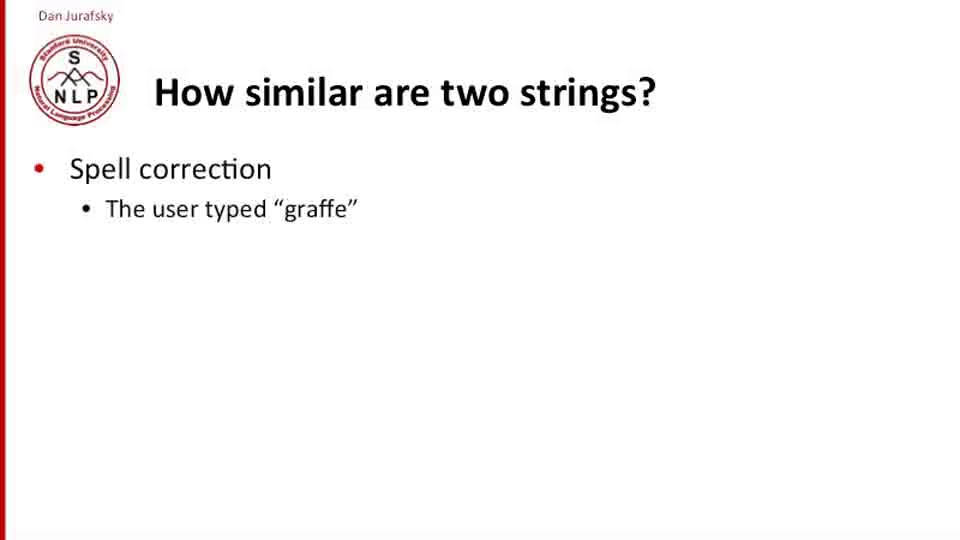 Dan Jurafsky
Stanford University
S
NLP
Natural Language Processing
How similar are two strings?
• Spell correction
• The user typed “graffe”